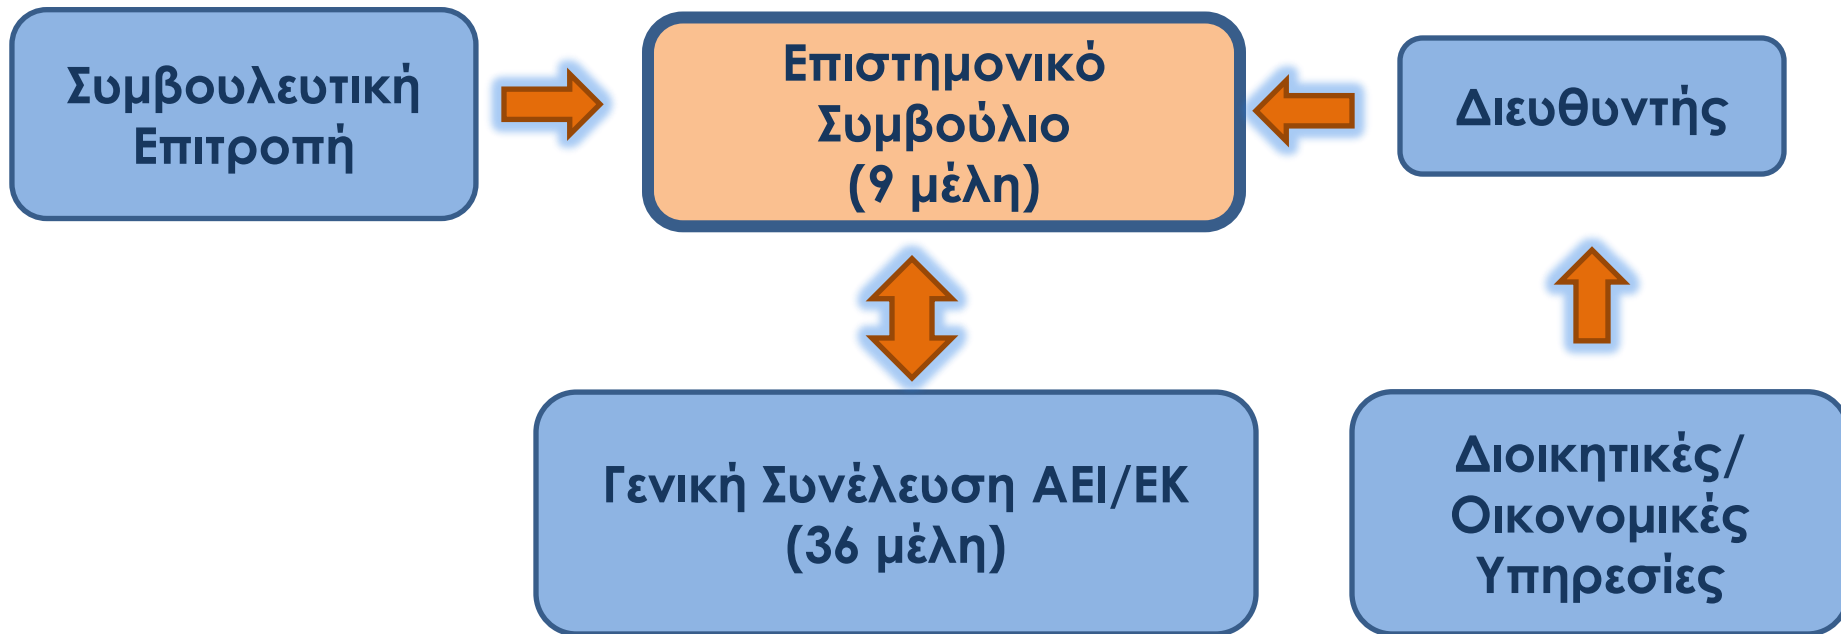 Συμβουλευτική
Επιτροπή
Επιστημονικό
Συμβούλιο
(9 μέλη)
Διευθυντής
Γενική Συνέλευση ΑΕΙ/ΕΚ
(36 μέλη)
Διοικητικές/
Οικονομικές
Υπηρεσίες